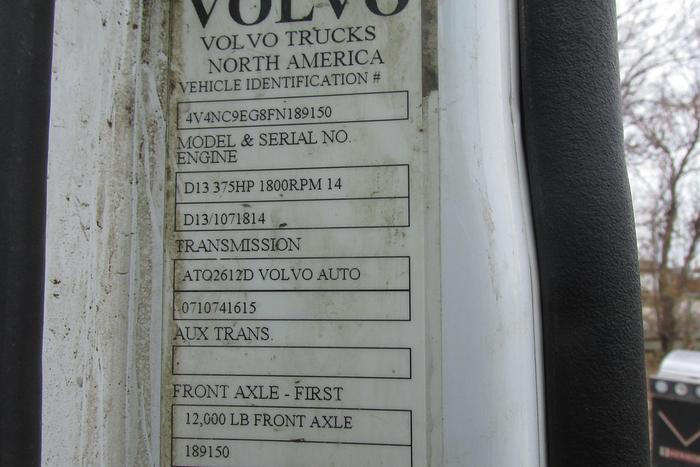 VOLVO
VOLVO TRUCKS
NORTH AMERICA
VEHICLE IDENTIFICATION #
4V4NC9EG8FN189150
MODEL & SERIAL NO.
ENGINE
D13 375HP 1800RPM 14
D13/1071814
TRANSMISSION
ATO2612D VOLVO AUTO
0710741615
AUX TRANS.
FRONT AXLE - FIRST
12,000 LB FRONT AXLE
189150